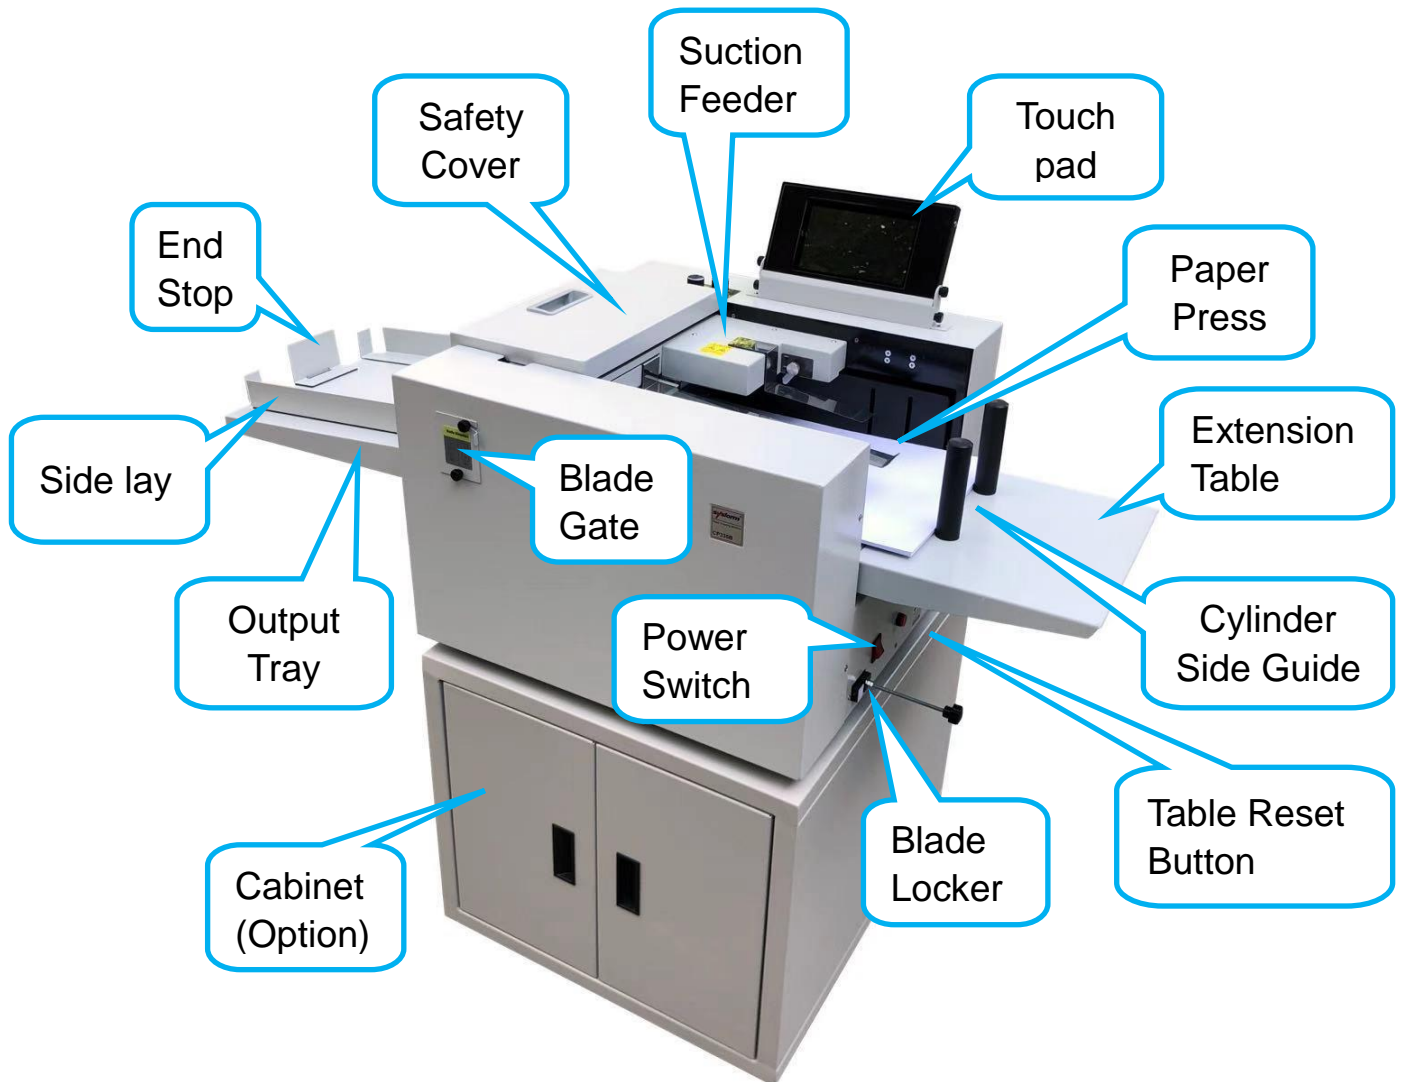 Suction
Feeder
Safety
Cover
Touch
pad
End
Stop
Paper
Press
Extension
Table
Side lay
Blade
Gate
Output
Tray
Power
Switch
Cylinder
Side Guide
Table Reset
Button
Blade
Locker
Cabinet
(Option)